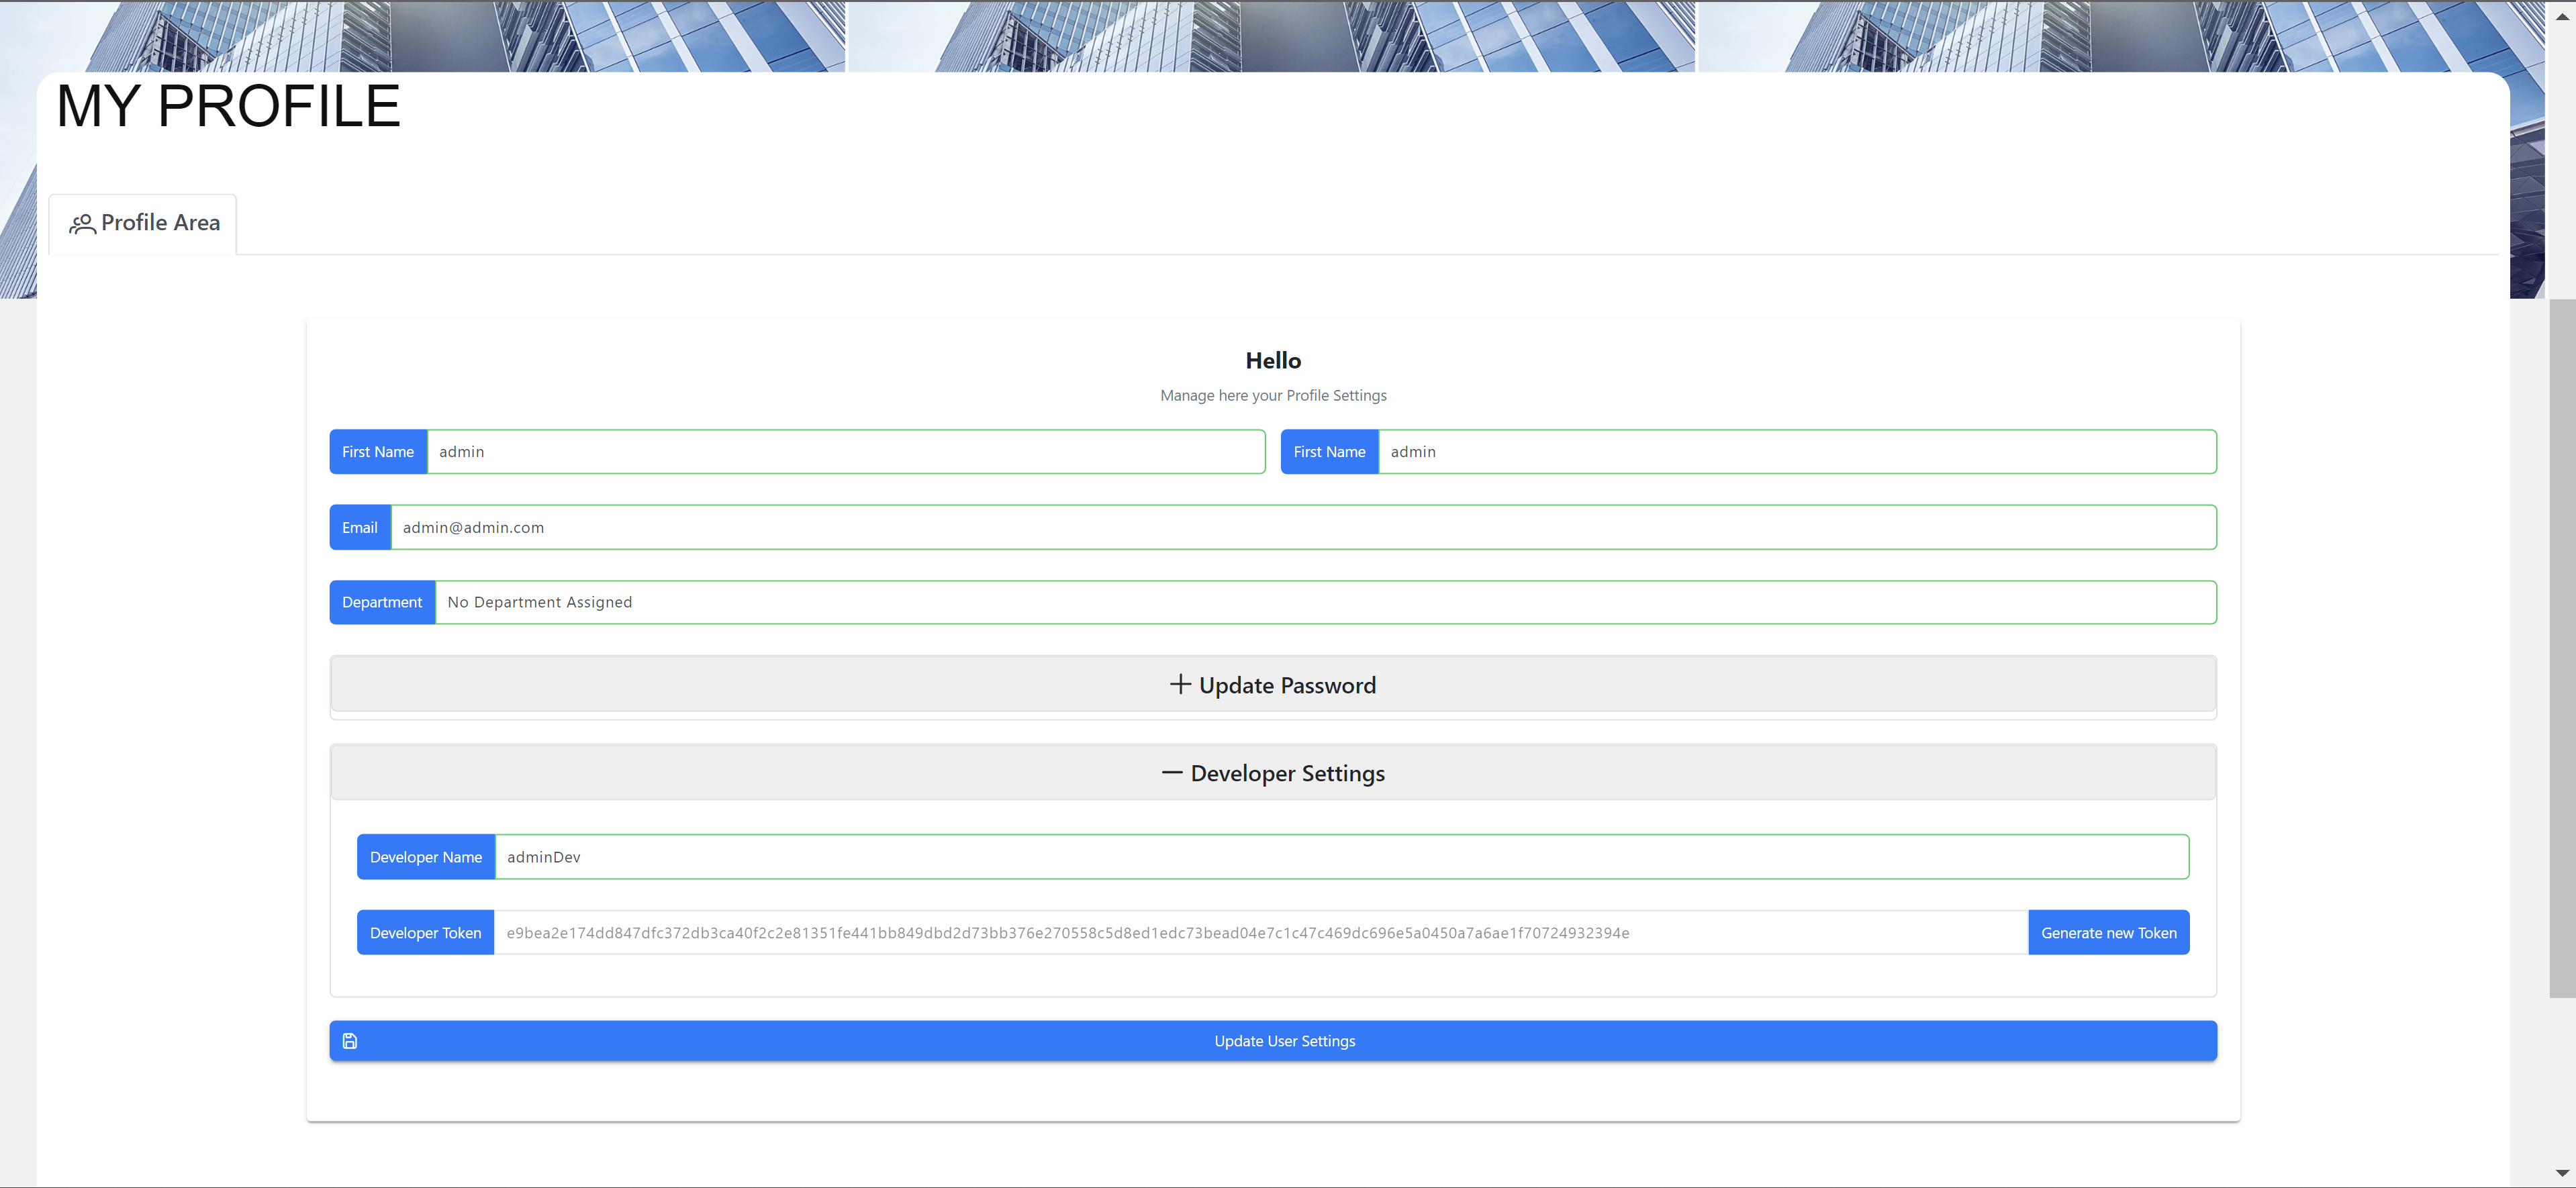 MY PROFILE
Profile Area
Hello
Manage here your Profile Settings
First Name admin First Name admin
Email admin@admin.com
Department No Department Assigned
Update Password
Developer Settings
Developer Name adminDev
Developer Token e9bea2e174dd847dfc372db3ca40f2c2e81351fe441bb849dbd2d73bb376e270558c5d8ed1edc73bead04e7c1c47c469dc696e5a0450a7a6ae1f70724932394e Generate new Token
Update User Settings